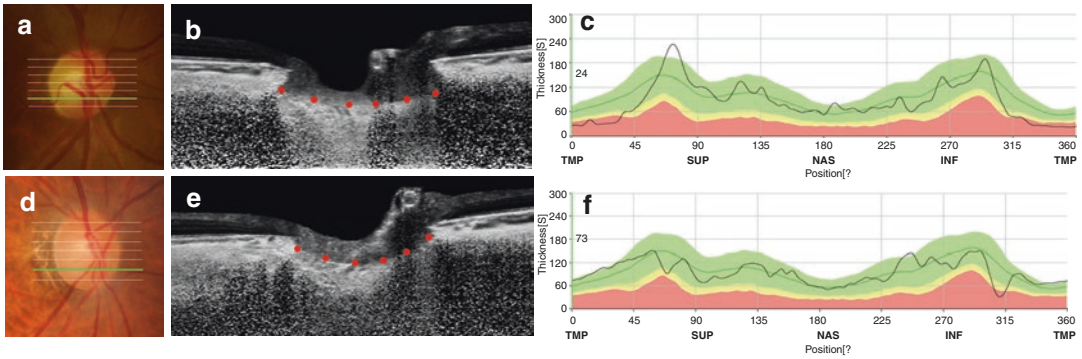 a
b
c
Thickness[S]
300
240
180
120
60
0
24
0 45 90 135 180 225 270 315 360
TMP SUP NAS INF TMP
Position[?
d
e
f
Thickness[S]
300
240
180
120
60
0
73
0 45 90 135 180 225 270 315 360
TMP SUP NAS INF TMP
Position[?